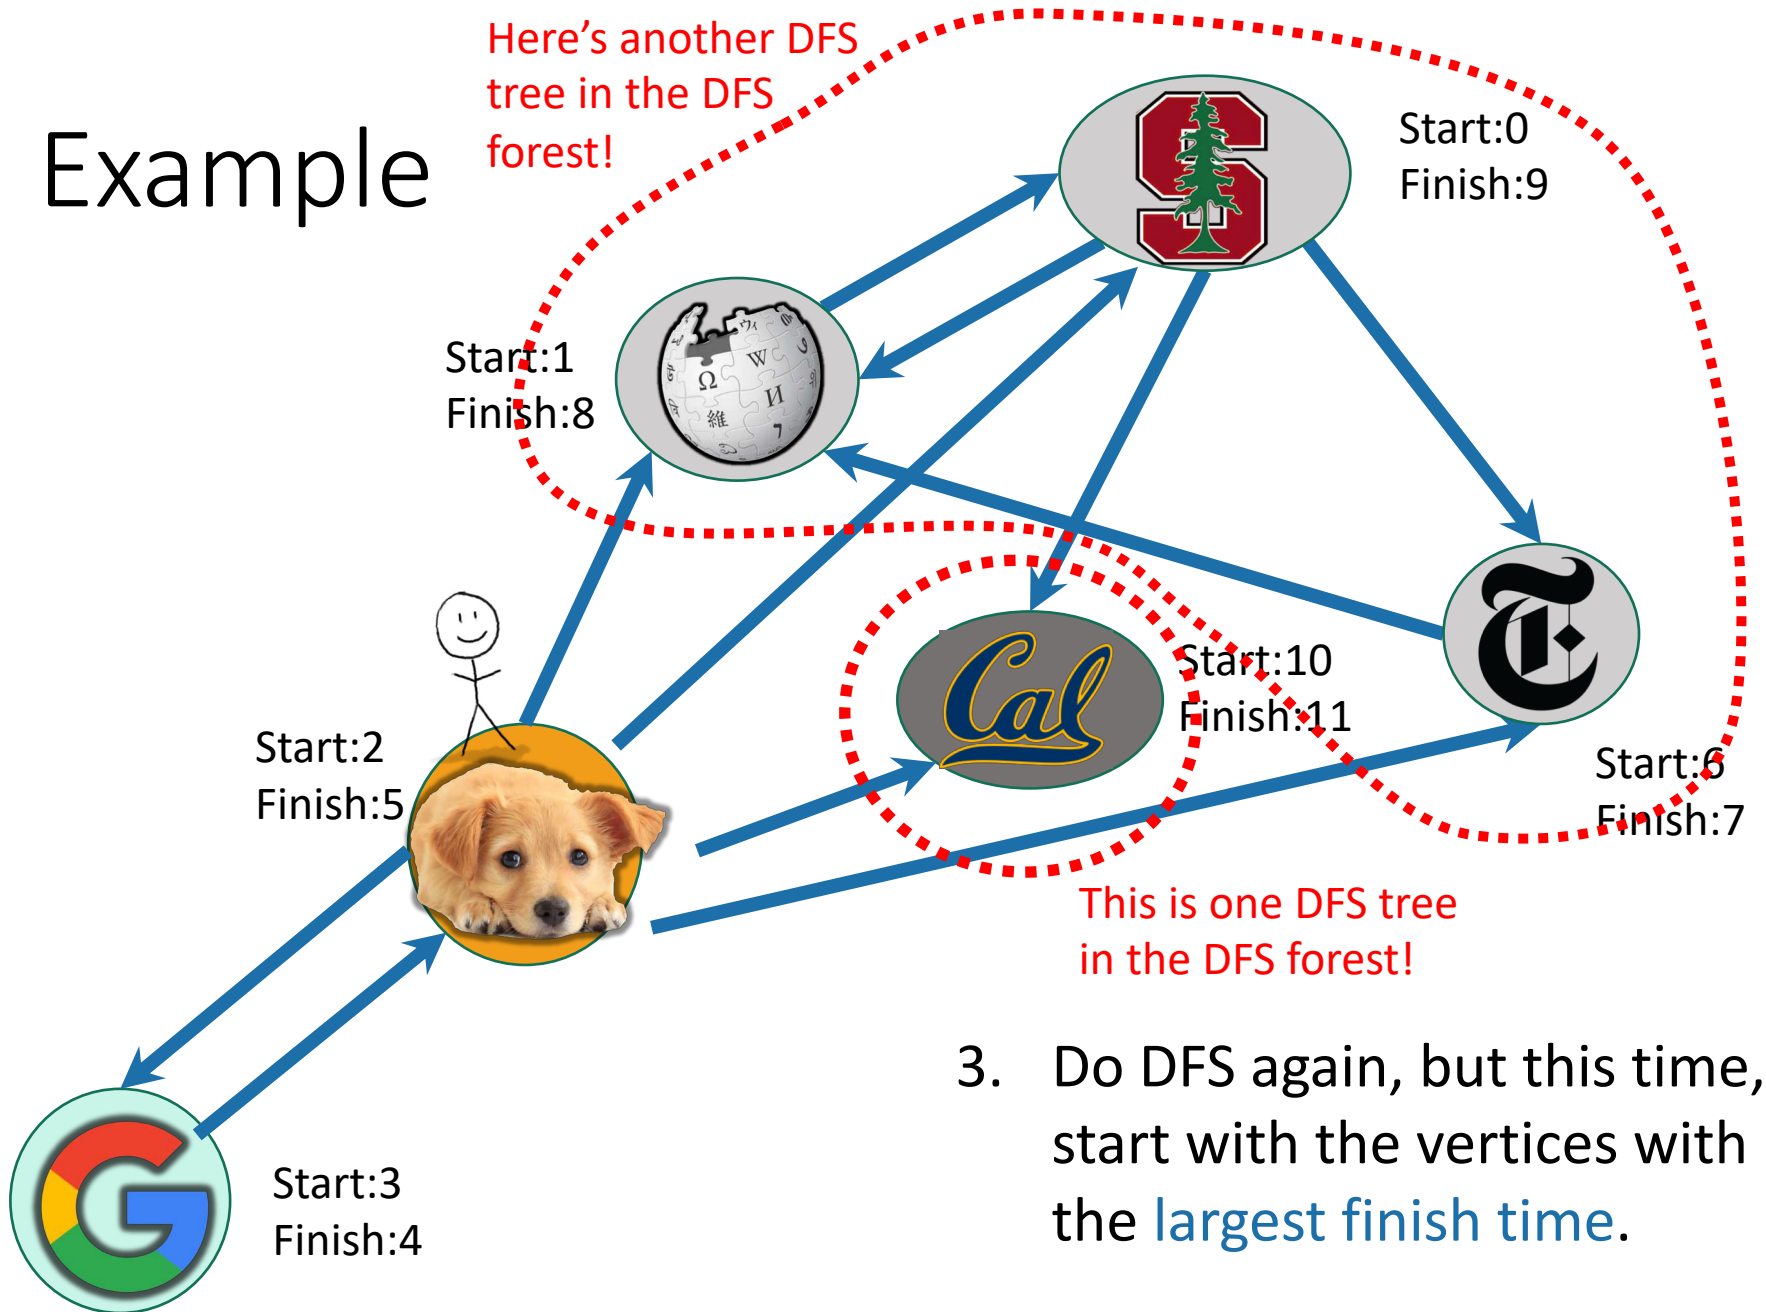 Here's another DFS
tree in the DFS
forest!
Example
Start:0
Finish:9
Start:1
Finish:8
Ω
W
И
維
7
Cal
Start:10
Finish:11
Start:2
Finish:5
Start:6
Finish:7
This is one DFS tree
in the DFS forest!
3. Do DFS again, but this time,
start with the vertices with
the largest finish time.
G
Start:3
Finish:4
S
T